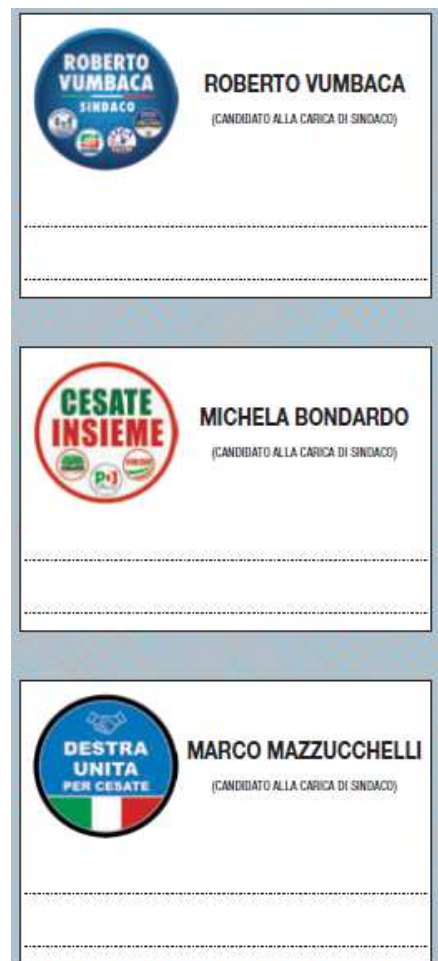 ROBERTO
VUMBACA
SINDACO
ROBERTO VUMBACA
(CANDIDATO ALLA CARICA DI SINDACO)
CESATE
INSIEME
PD
MICHELA BONDARDO
(CANDIDATO ALLA CARICA DI SINDACO)
DESTRA
UNITA
PER CESATE
MARCO MAZZUCCHELLI
(CANDIDATO ALLA CARICA DI SINDACO)